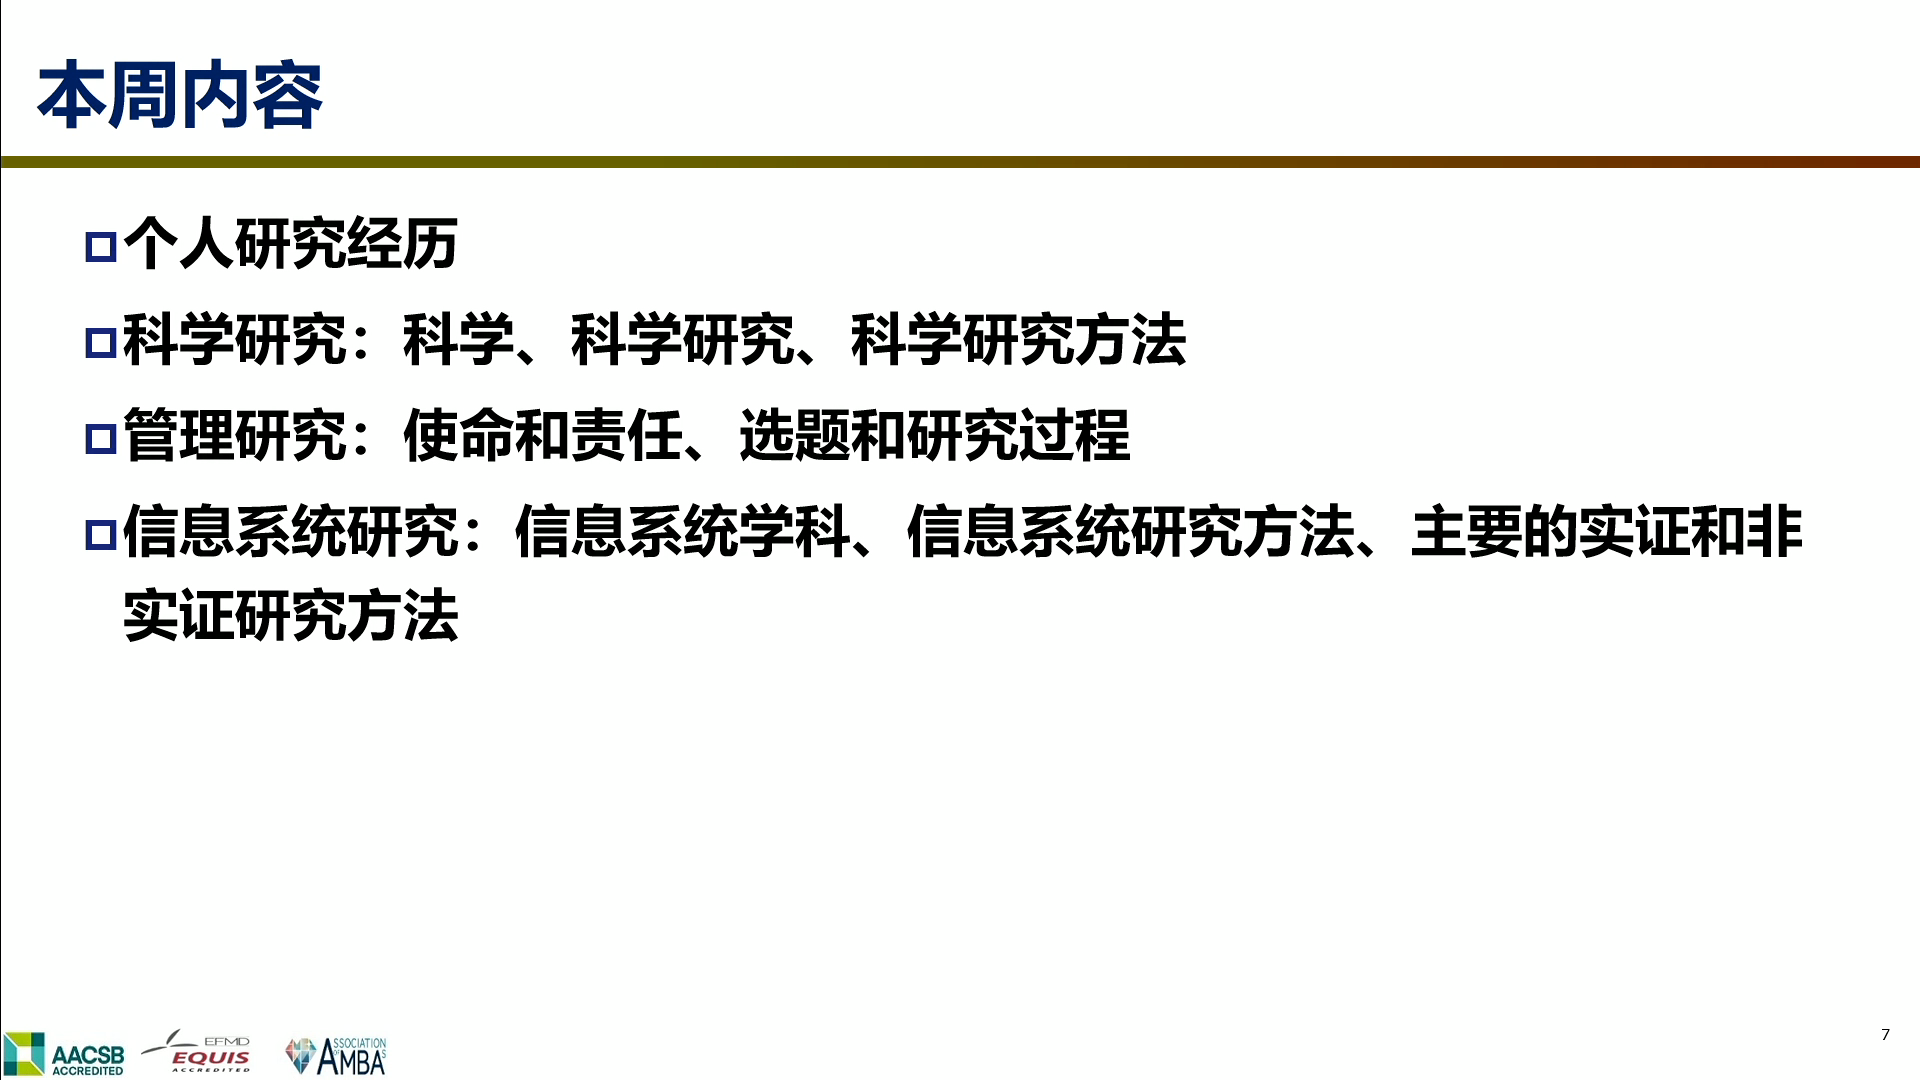 本周内容
个人研究经历
科学研究：科学、科学研究、科学研究方法
管理研究：使命和责任、选题和研究过程
信息系统研究：信息系统学科、信息系统研究方法、主要的实证和非
实证研究方法
AACSB
ACCREDITED
EFMD
EQUIS
ACCREDITED
ASSOCIATION
OF
AMBAS
7